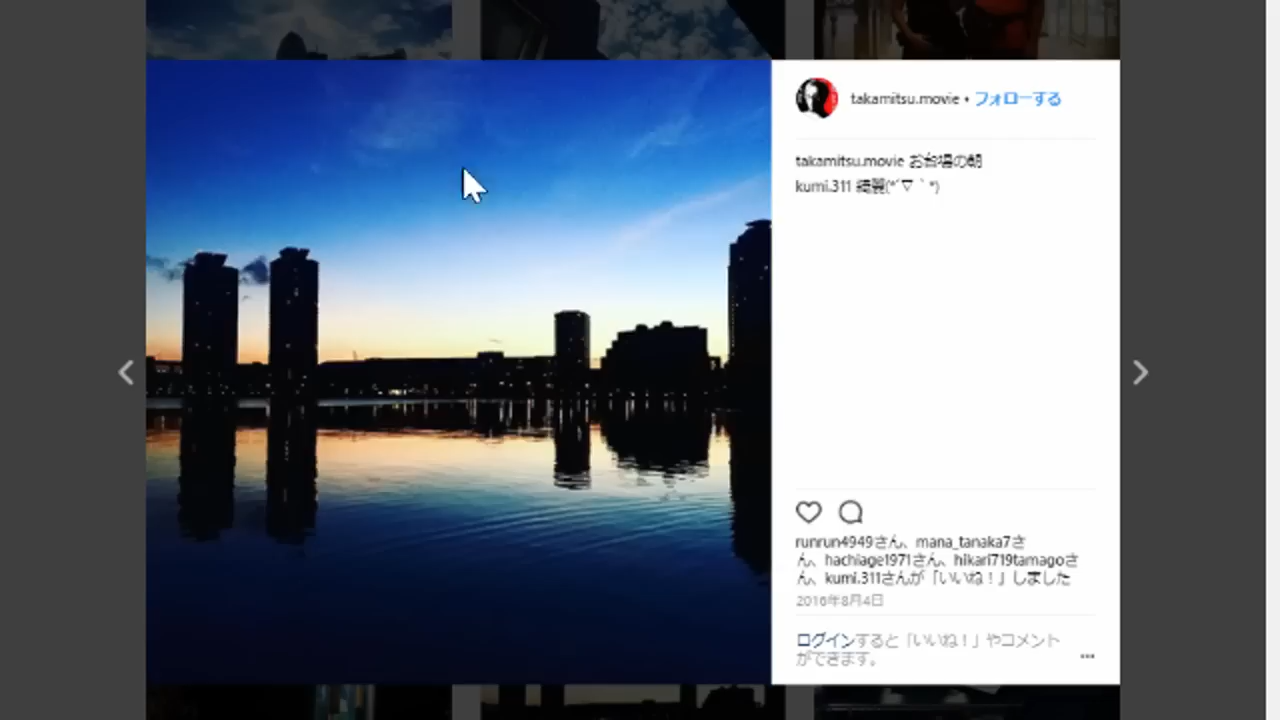 takamitsu.movie • フォローする
takamitsu.movie お台場の朝
kumi.311 綺麗(*´▽｀*)
runrun4949さん、mana_tanaka7さ
ん、hachiage1971さん、hikari719tamagoさ
ん、kumi.311さんが「いいね！」しました
2016年8月4日
ログインすると「いいね！」やコメント
ができます。